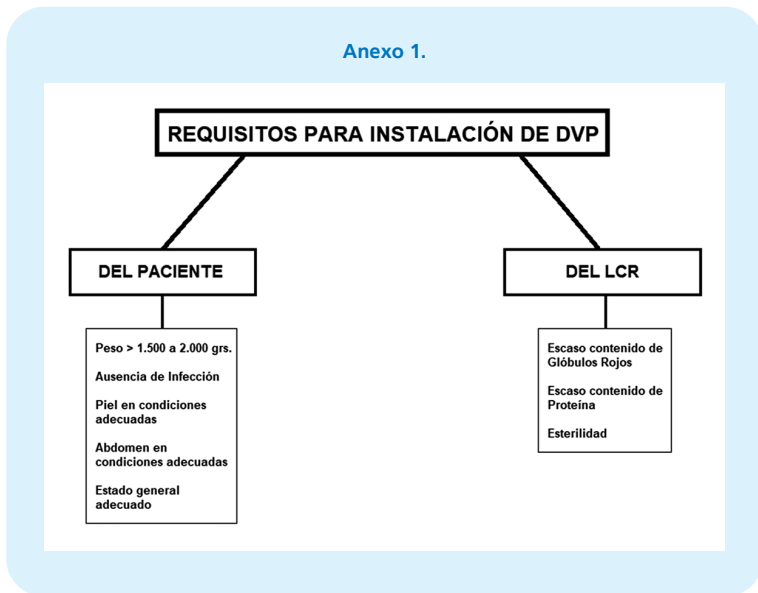 Anexo 1.
REQUISITOS PARA INSTALACIÓN DE DVP
DEL PACIENTE
Peso > 1.500 a 2.000 grs.
Ausencia de Infección
Piel en condiciones
adecuadas
Abdomen en
condiciones adecuadas
Estado general
adecuado
DEL LCR
Escaso contenido de
Glóbulos Rojos
Escaso contenido de
Proteína
Esterilidad